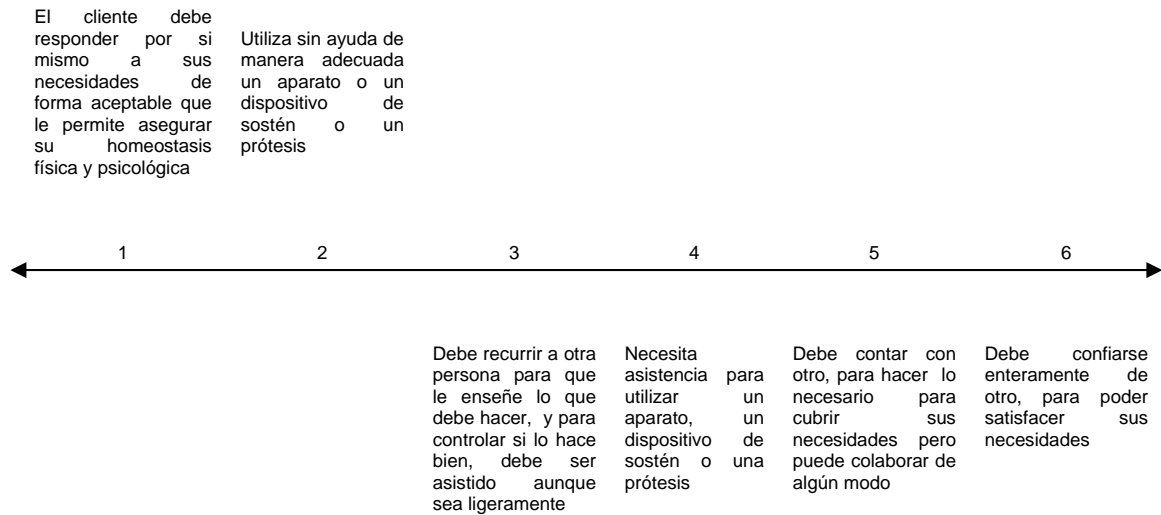 El cliente debe
responder por si
mismo a sus
necesidades de
forma aceptable que
le permite asegurar
su homeostasis
física y psicológica
Utiliza sin ayuda de
manera adecuada
un aparato o un
dispositivo de
sostén o un
prótesis
1 2 3 4 5 6
Debe recurrir a otra
persona para que
le enseñe lo que
debe hacer, y para
controlar si lo hace
bien, debe ser
asistido aunque
sea ligeramente
Necesita
asistencia para
utilizar un
aparato, un
dispositivo de
sostén o una
prótesis
Debe contar con
otro, para hacer lo
necesario para
cubrir sus
necesidades pero
puede colaborar de
algún modo
Debe confiarse
enteramente de
otro, para poder
satisfacer sus
necesidades